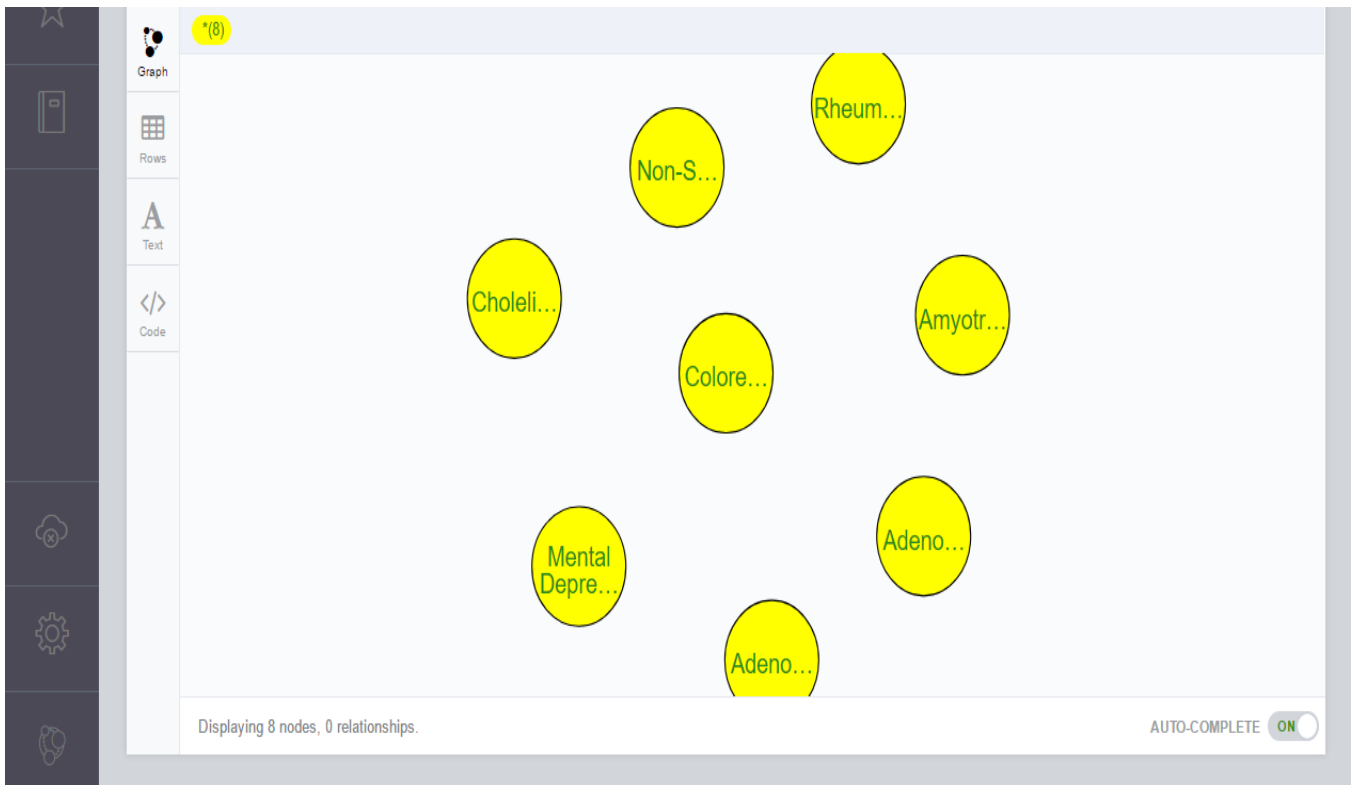 *(8)
Graph
Rows
A
Text
</>
Code
Rheum...
Non-S...
Choleli...
Amyotr...
Colore...
Adeno...
Mental
Depre...
Adeno...
Displaying 8 nodes, 0 relationships.
AUTO-COMPLETE ON